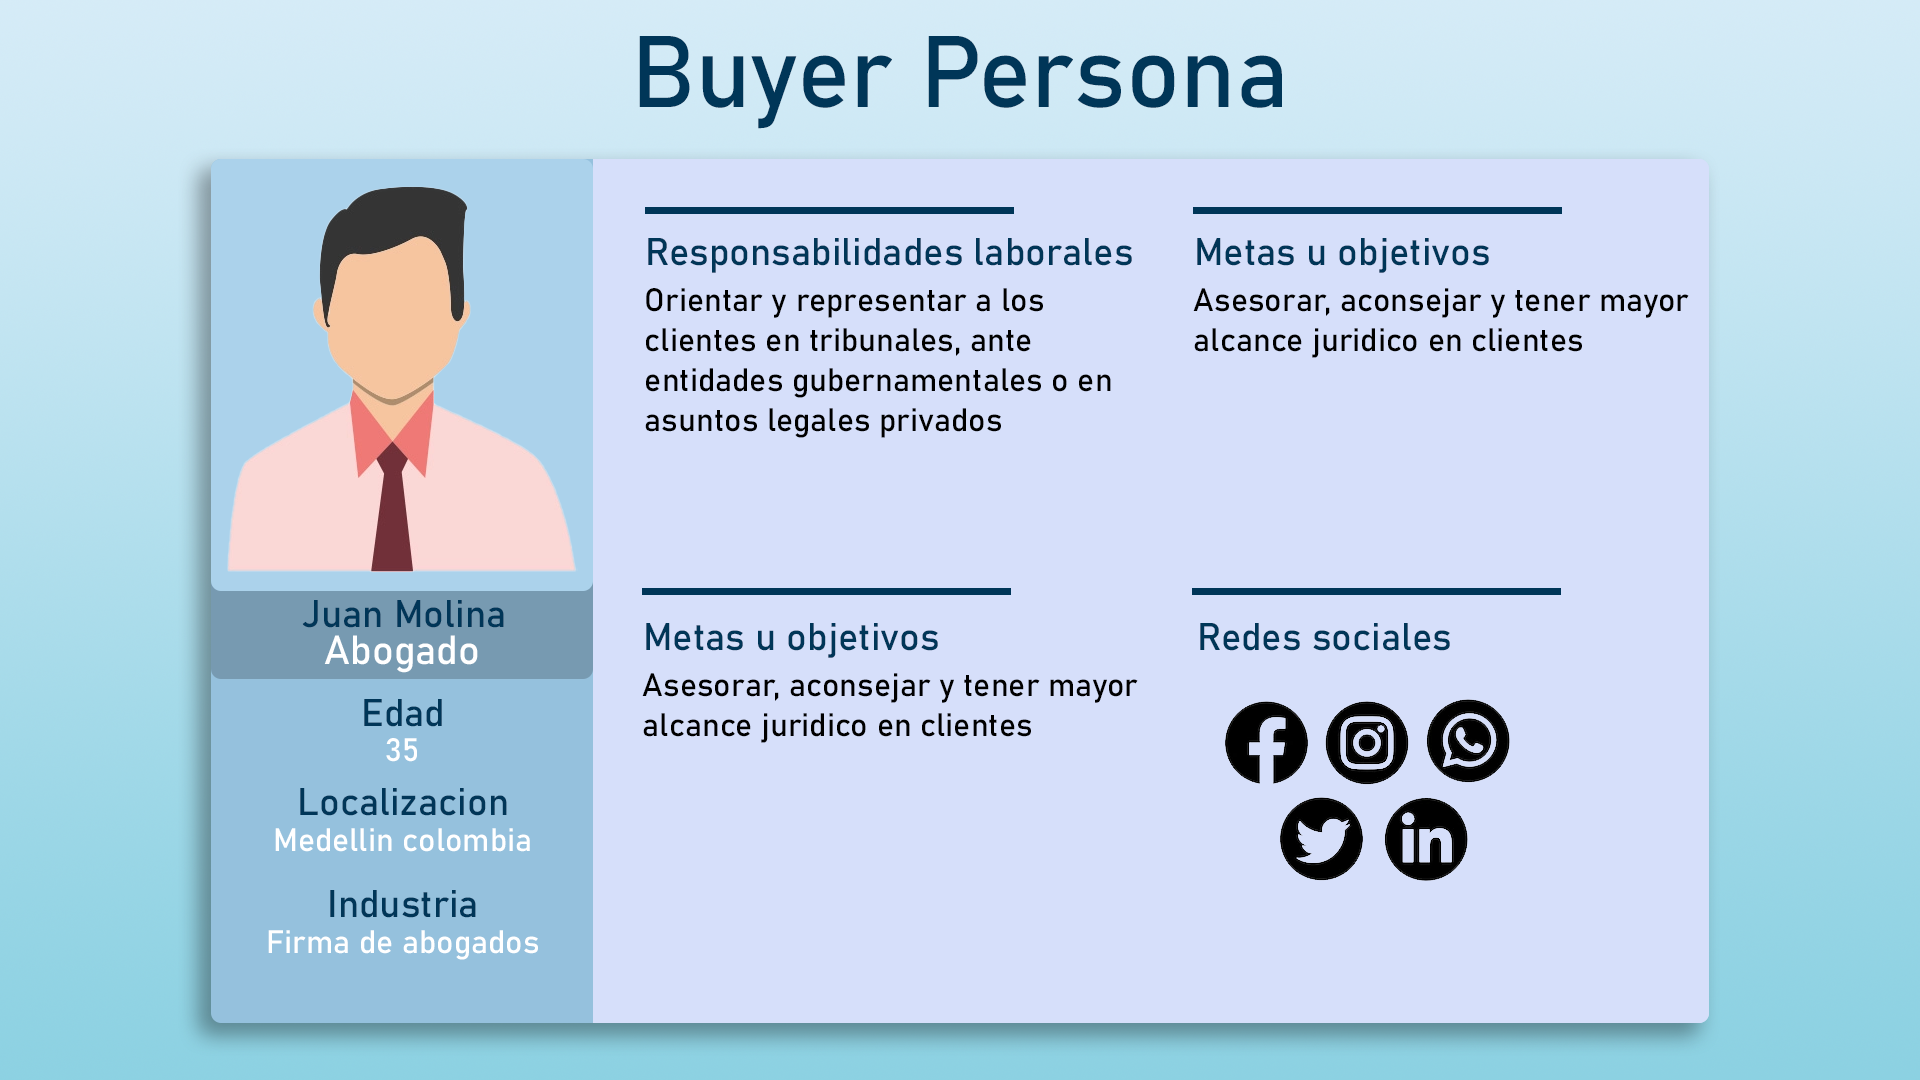 Buyer Persona
Juan Molina
Abogado
Edad
35
Localizacion
Medellin colombia
Industria
Firma de abogados
Responsabilidades laborales
Orientar y representar a los
clientes en tribunales, ante
entidades gubernamentales o en
asuntos legales privados
Metas u objetivos
Asesorar, aconsejar y tener mayor
alcance juridico en clientes
Metas u objetivos
Asesorar, aconsejar y tener mayor
alcance juridico en clientes
Redes sociales